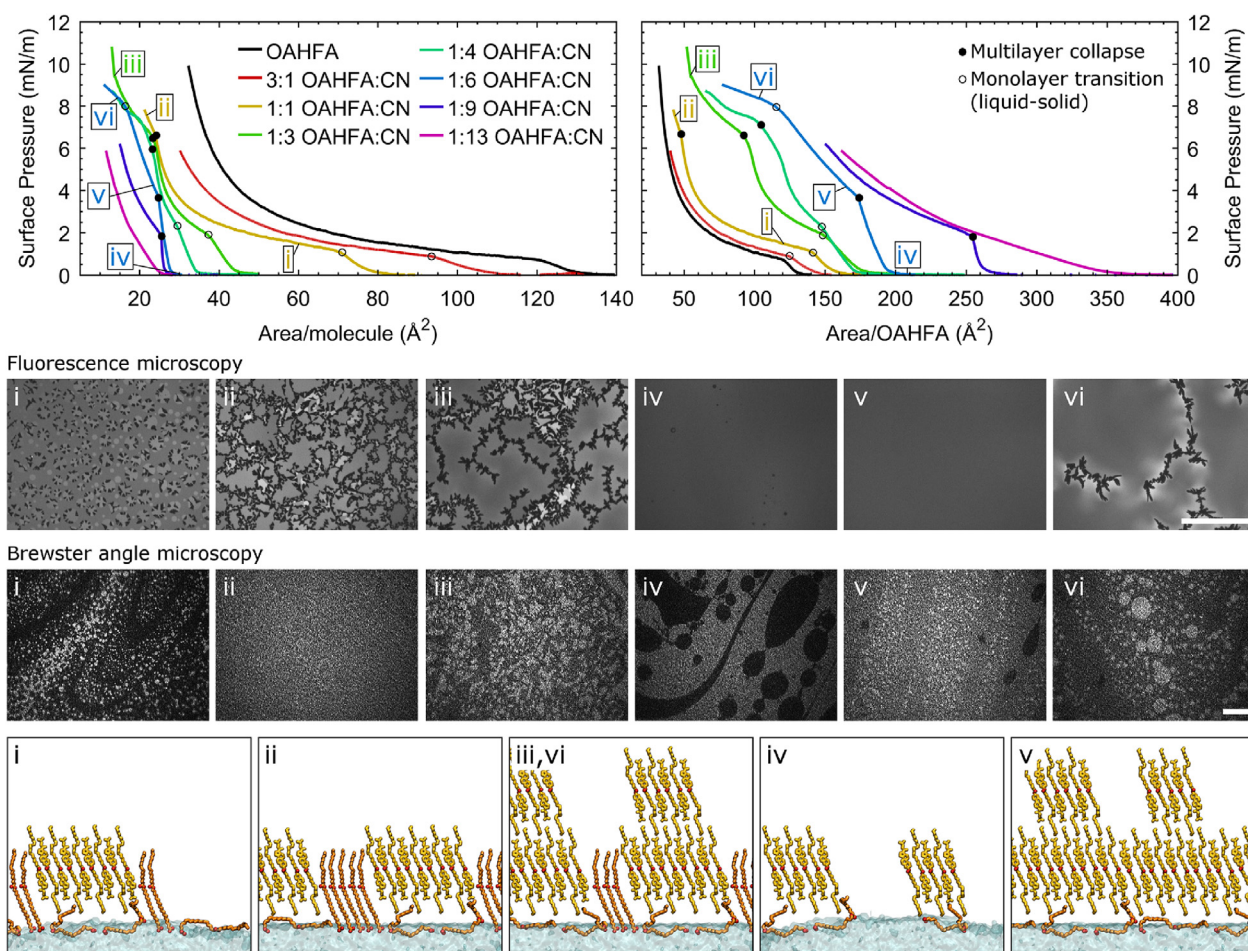 12
10
8
6
4
2
0
Surface Pressure (mN/m)
20 40 60 80 100 120 140
Area/molecule (Å2)
OAHFA
3:1 OAHFA:CN
1:1 OAHFA:CN
1:3 OAHFA:CN
1:4 OAHFA:CN
1:6 OAHFA:CN
1:9 OAHFA:CN
1:13 OAHFA:CN
iii
ii
vi
v
iv
i
iii
ii
vi
v
i
iv
Multilayer collapse
Monolayer transition
(liquid-solid)
12
10
8
6
4
2
0
Surface Pressure (mN/m)
50 100 150 200 250 300 350 400
Area/OAHFA (Å2)
Fluorescence microscopy
i ii iii iv v vi
Brewster angle microscopy
i ii iii iv v vi
i ii iii,vi iv v